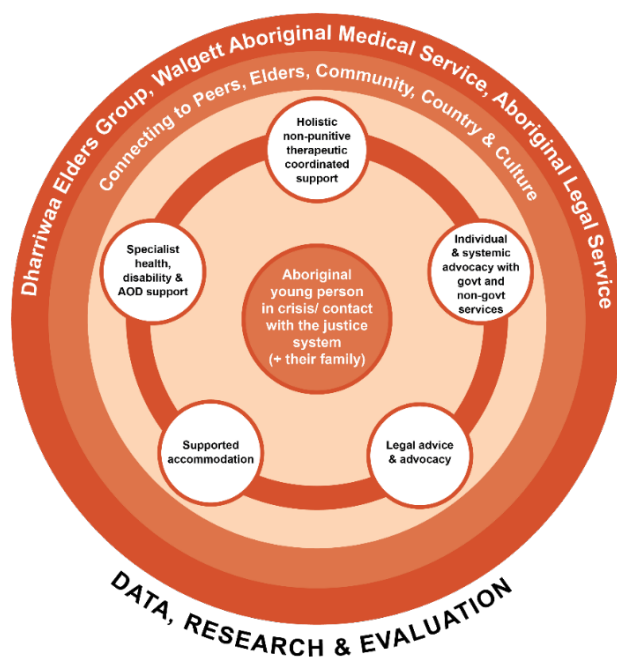 Dharriwaa Elders Group, Walgett Aboriginal Medical Service, Aboriginal Legal Service
Connecting to Peers, Elders, Community, Country & Culture
Holistic
non-punitive
therapeutic
coordinated
support
Specialist
health,
disability &
AOD support
Individual
& systemic
advocacy with
govt and
non-govt
services
Aboriginal
young person
in crisis/ contact
with the justice
system
(+ their family)
Supported
accommodation
Legal advice
& advocacy
DATA, RESEARCH & EVALUATION